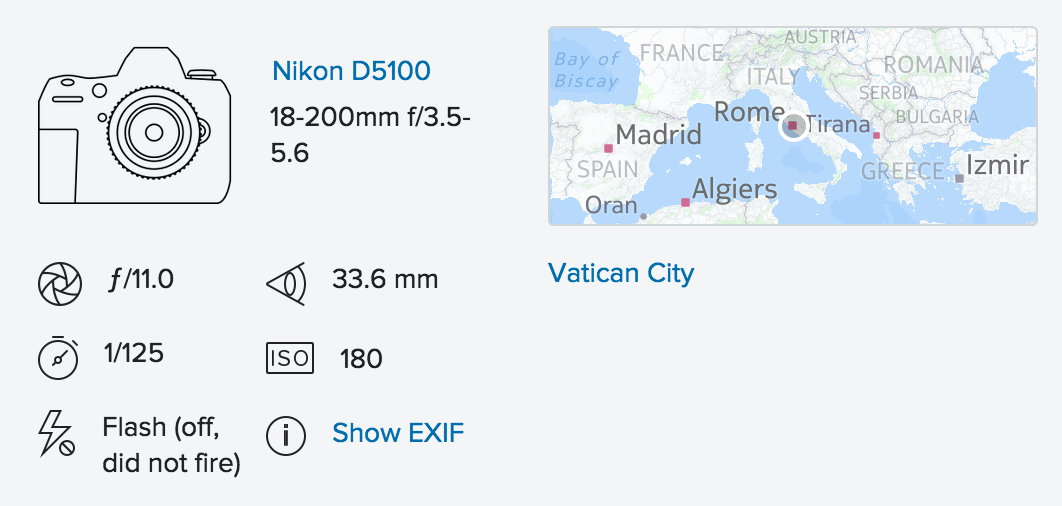 Nikon D5100
18-200mm f/3.5-
5.6
ƒ/11.0
33.6 mm
1/125
ISO
180
Flash (off,
did not fire)
i
Show EXIF
AUSTRIA
Bay of
Biscay
FRANCE
ITALY
ROMANIA
SERBIA
Rome
Tirana
BULGARIA
Madrid
SPAIN
GREECE
Izmir
Algiers
Oran
Vatican City